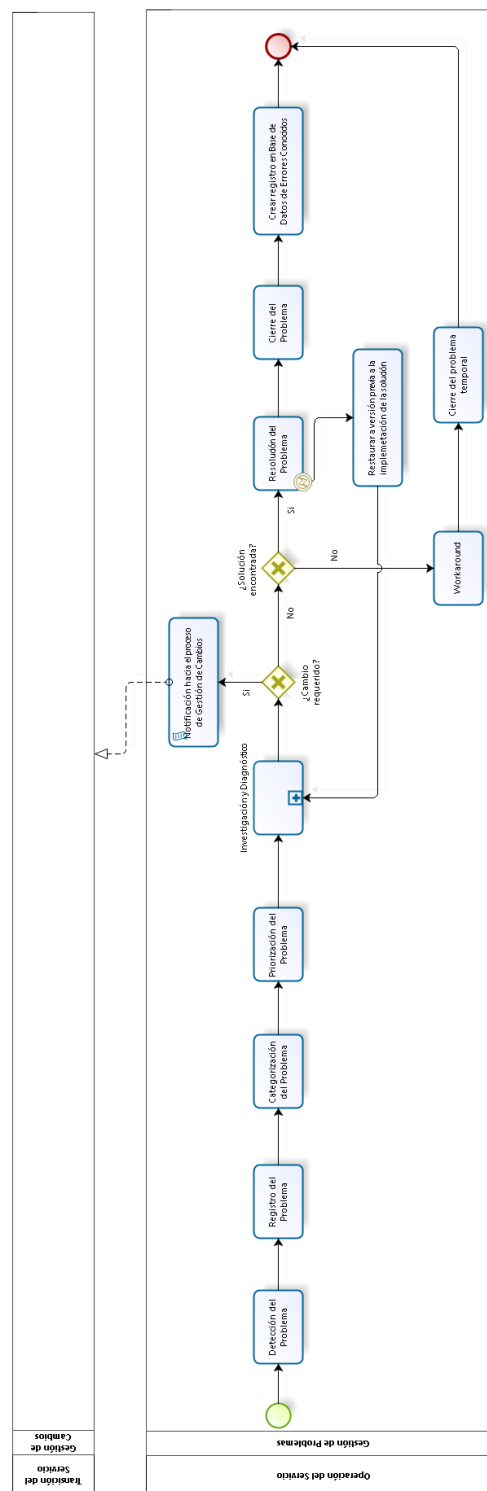 Transición del
Servicio
Gestión de
Cambios
Operación del Servicio
Gestión de Problemas
Detección del
Problema
Registro del
Problema
Categorización
del Problema
Priorización del
Problema
Investigación y Diagnóstico
¿Cambio
requerido?
Si
Notificación hacia el proceso
de Gestión de Cambios
No
¿Solución
encontrada?
Si
No
Resolución del
Problema
Restaurar a versión previa a la
implemetación de la solución
Workaround
Cierre del problema
temporal
Cierre del
Problema
Crear registro en Base de
Datos de Errores Conocidos